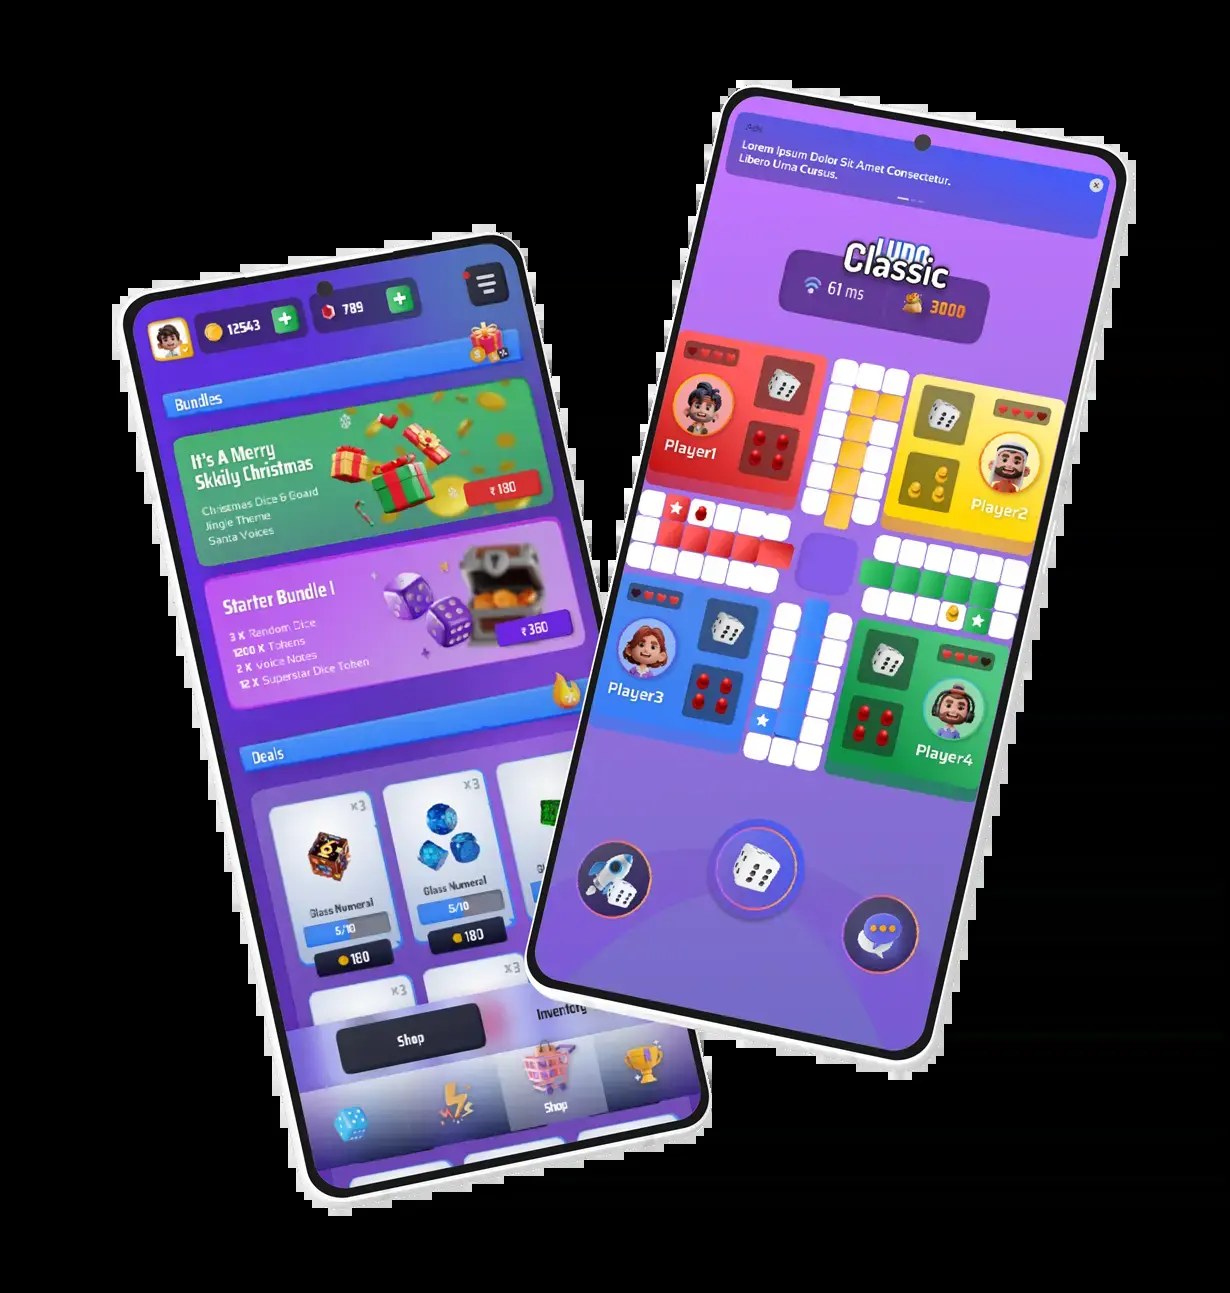 12543
789
Bundles
It's A Merry
Skkily Christmas
Christmas Dice & Board
Jingle Theme
Santa Voices
₹180
Starter Bundle 1
3 X Random Dice
1200 X Tokens
2 X Voice Notes
12 X Superstar Dice Token
₹360
Deals
X3
Glass Numeral
5/10
180
X3
Glass Numeral
5/10
180
X3
X3
Shop
Inventory
Shop
Ads
Lorem Ipsum Dolor Sit Amet Consectetur.
Libero Urna Cursus.
LUDO
Classic
61 ms
3000
Player1
Player2
Player3
Player4